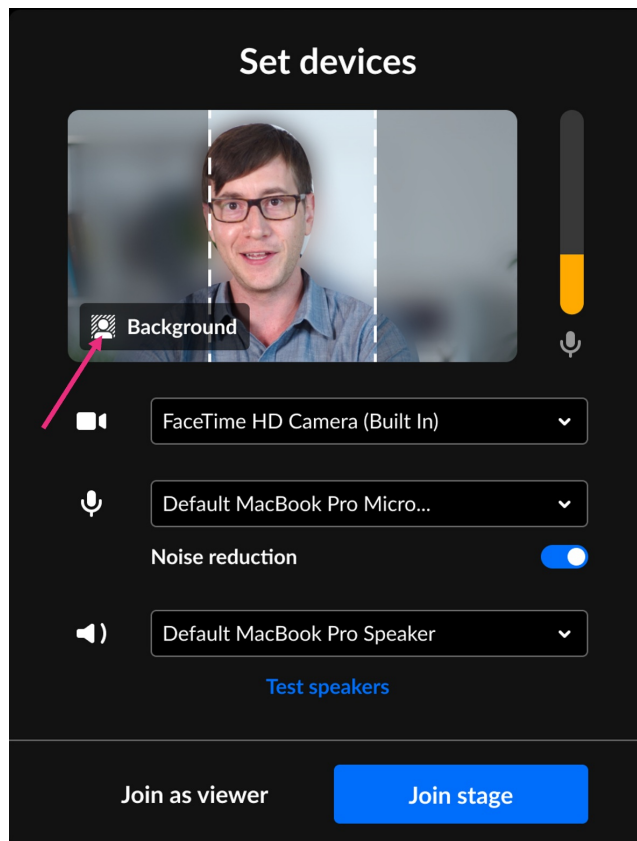 Set devices
Background
FaceTime HD Camera (Built In)
Default MacBook Pro Micro...
Noise reduction
Default MacBook Pro Speaker
Test speakers
Join as viewer
Join stage